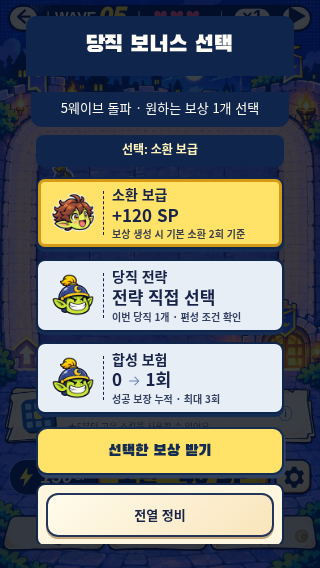 WAVE 05
당직 보너스 선택
5웨이브 돌파 · 원하는 보상 1개 선택
선택: 소환 보급
소환 보급
+120 SP
보상 생성 시 기본 소환 2회 기준
당직 전략
전략 직접 선택
이번 당직 1개 · 편성 조건 확인
합성 보험
0 → 1회
성공 보장 누적 · 최대 3회
선택한 보상 받기
전열 정비